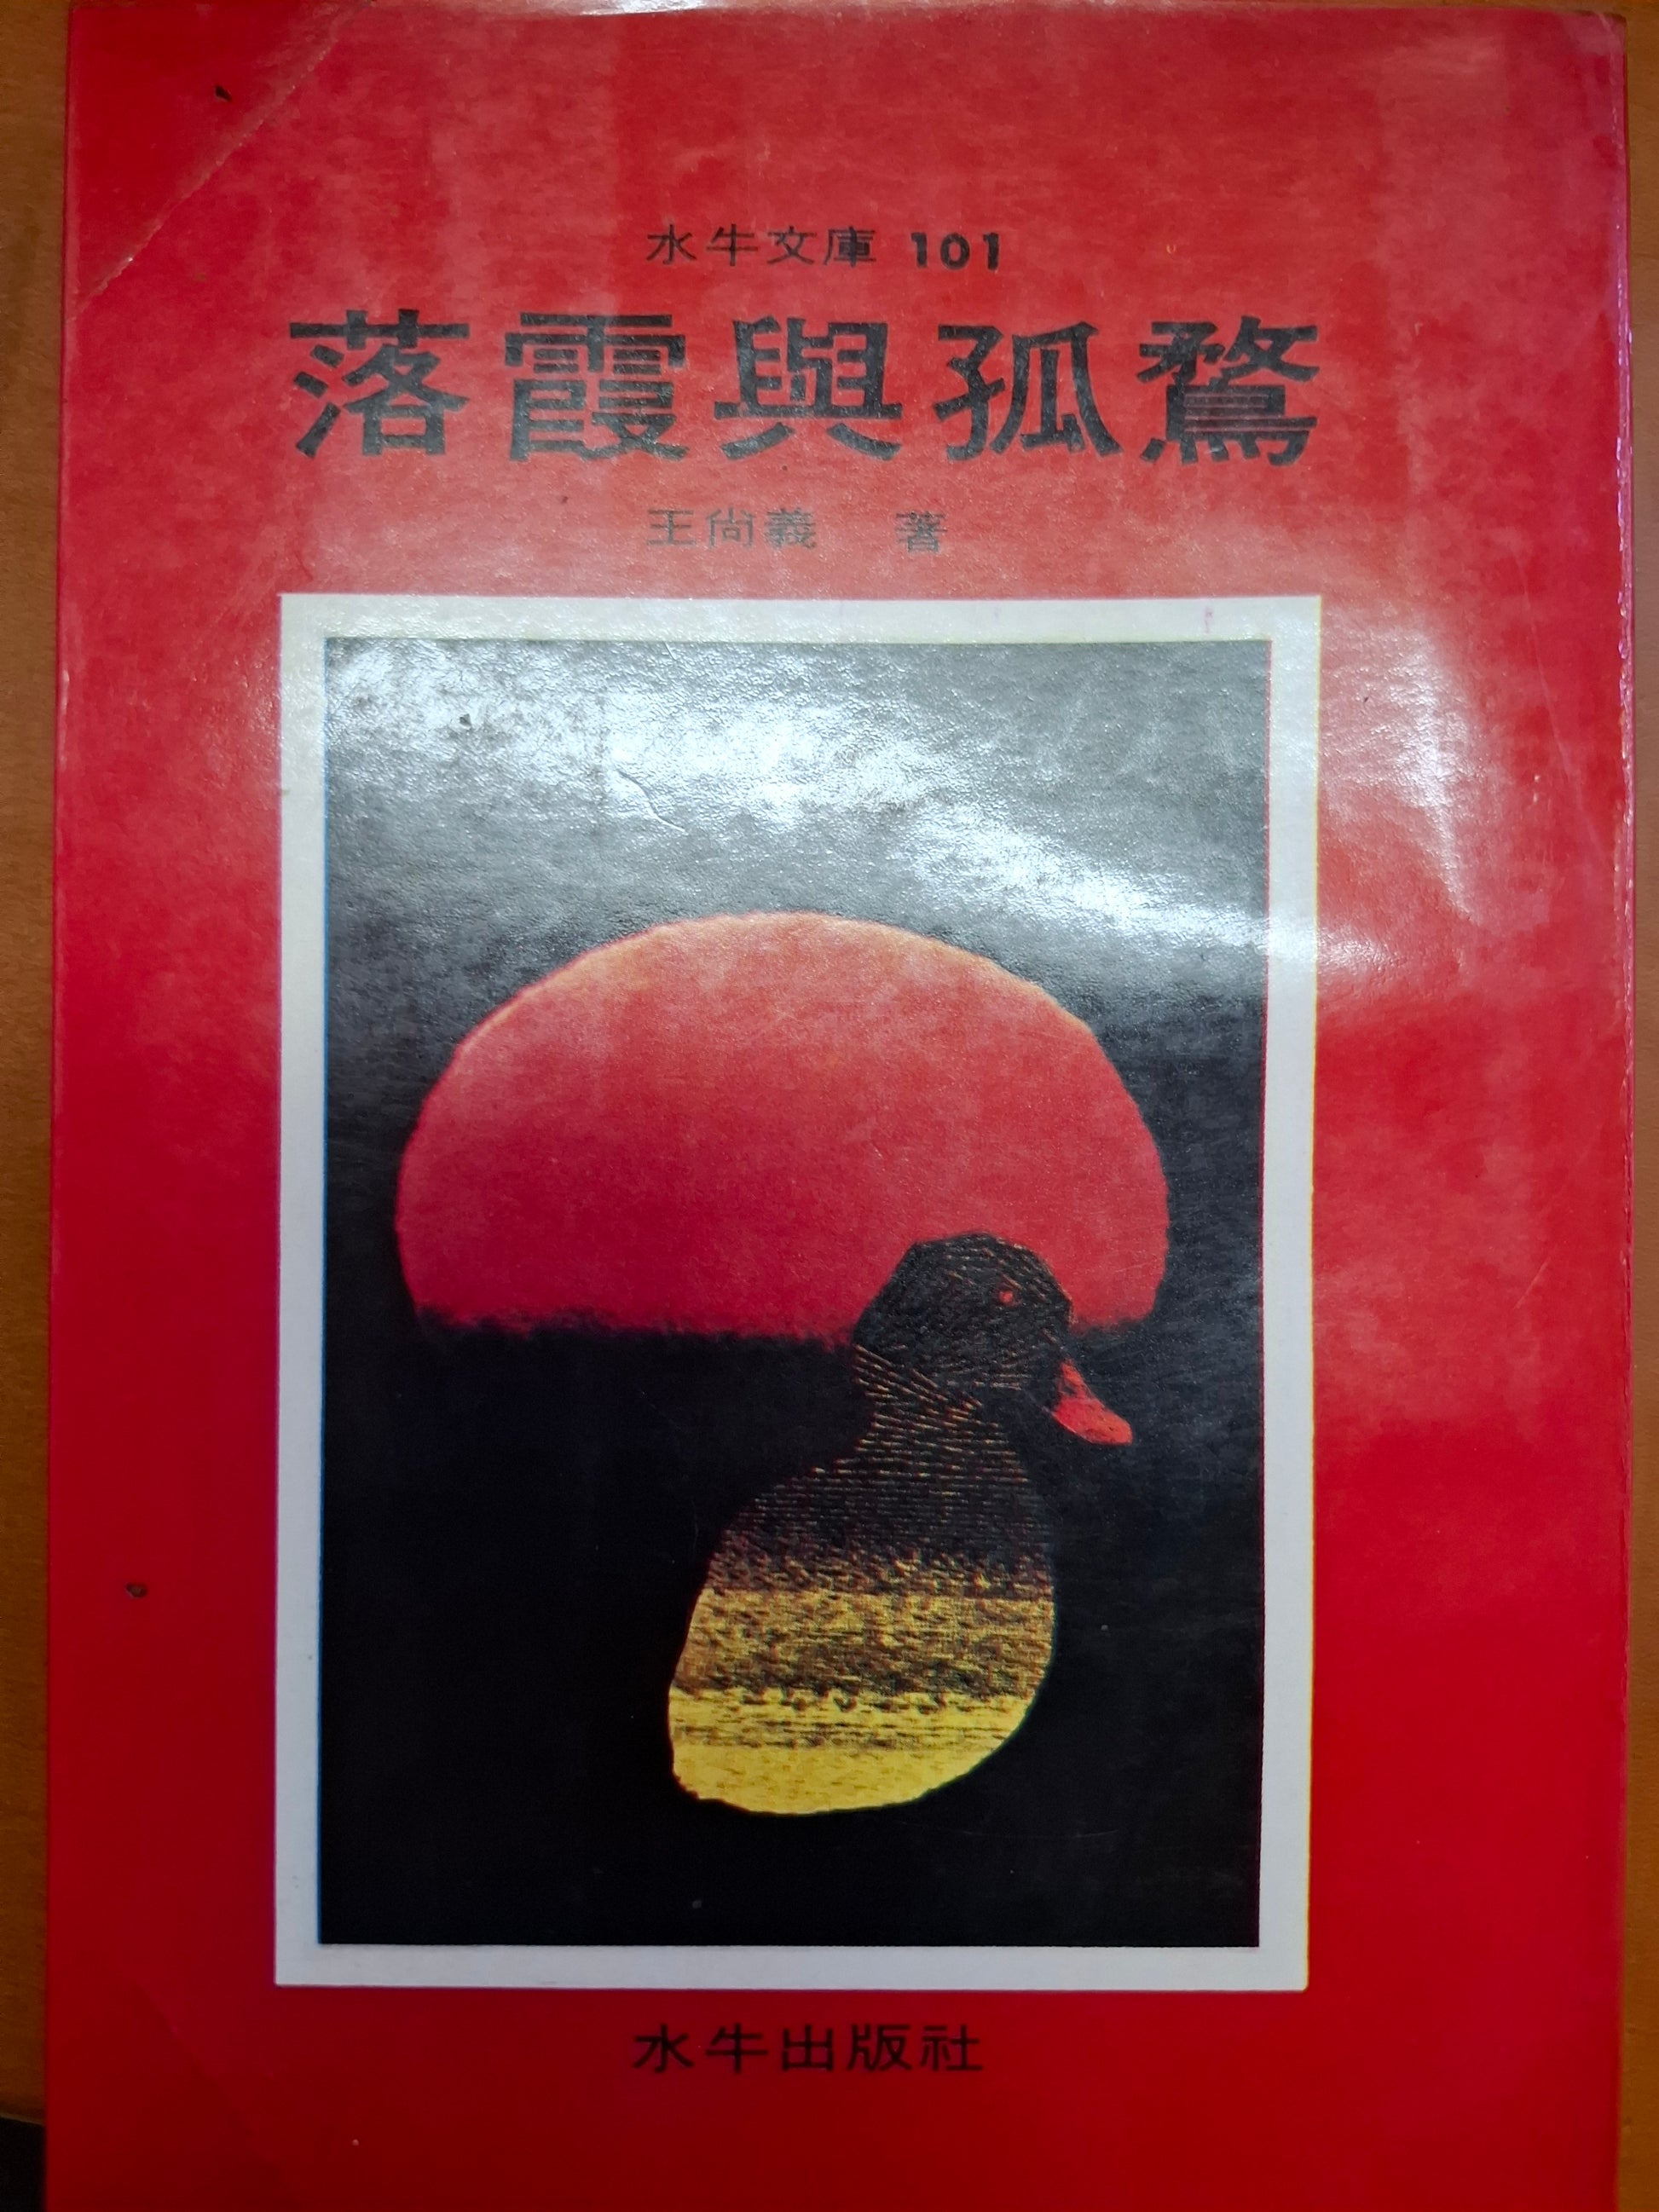 水牛文庫 101
落霞與孤鶩
王尚義 著
水牛出版社